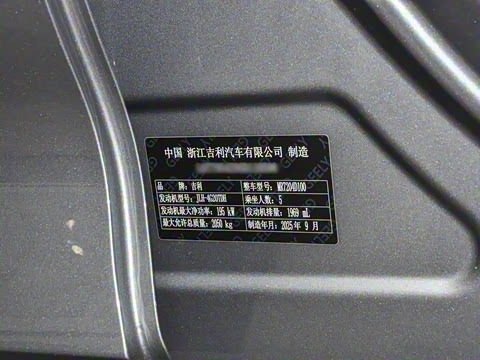 中国 浙江吉利汽车有限公司 制造
品 牌：吉利 整车型号：MR7204D100
发动机型号：JLH-4G20TDH 乘坐人数：5
发动机最大净功率：195 kW 发动机排量：1969 mL
最大允许总质量：2050 kg 制造年月：2025 年 9 月